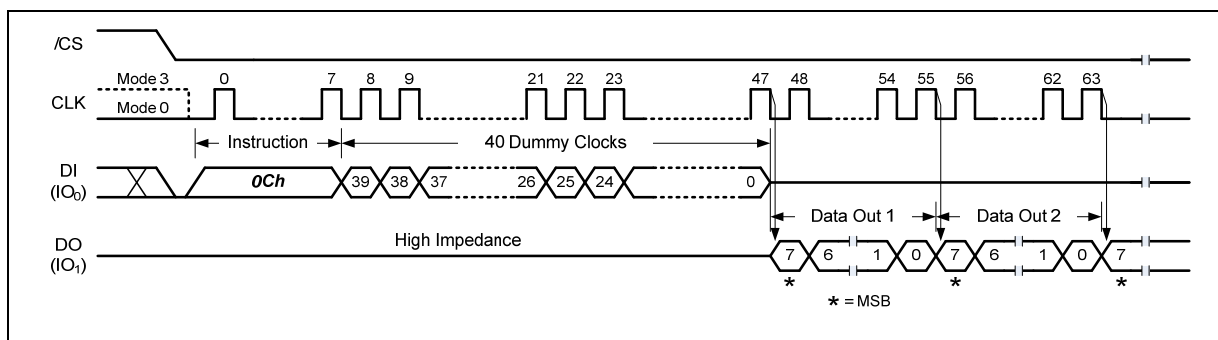 /CS
Mode 3 0 7 8 9 21 22 23 47 48 54 55 56 62 63
CLK
Mode 0
Instruction 40 Dummy Clocks
DI
(IO0)
0Ch 39 38 37 26 25 24 0
Data Out 1 Data Out 2
High Impedance
DO
(IO1)
7 6 1 0 7 6 1 0 7
* * *
* = MSB